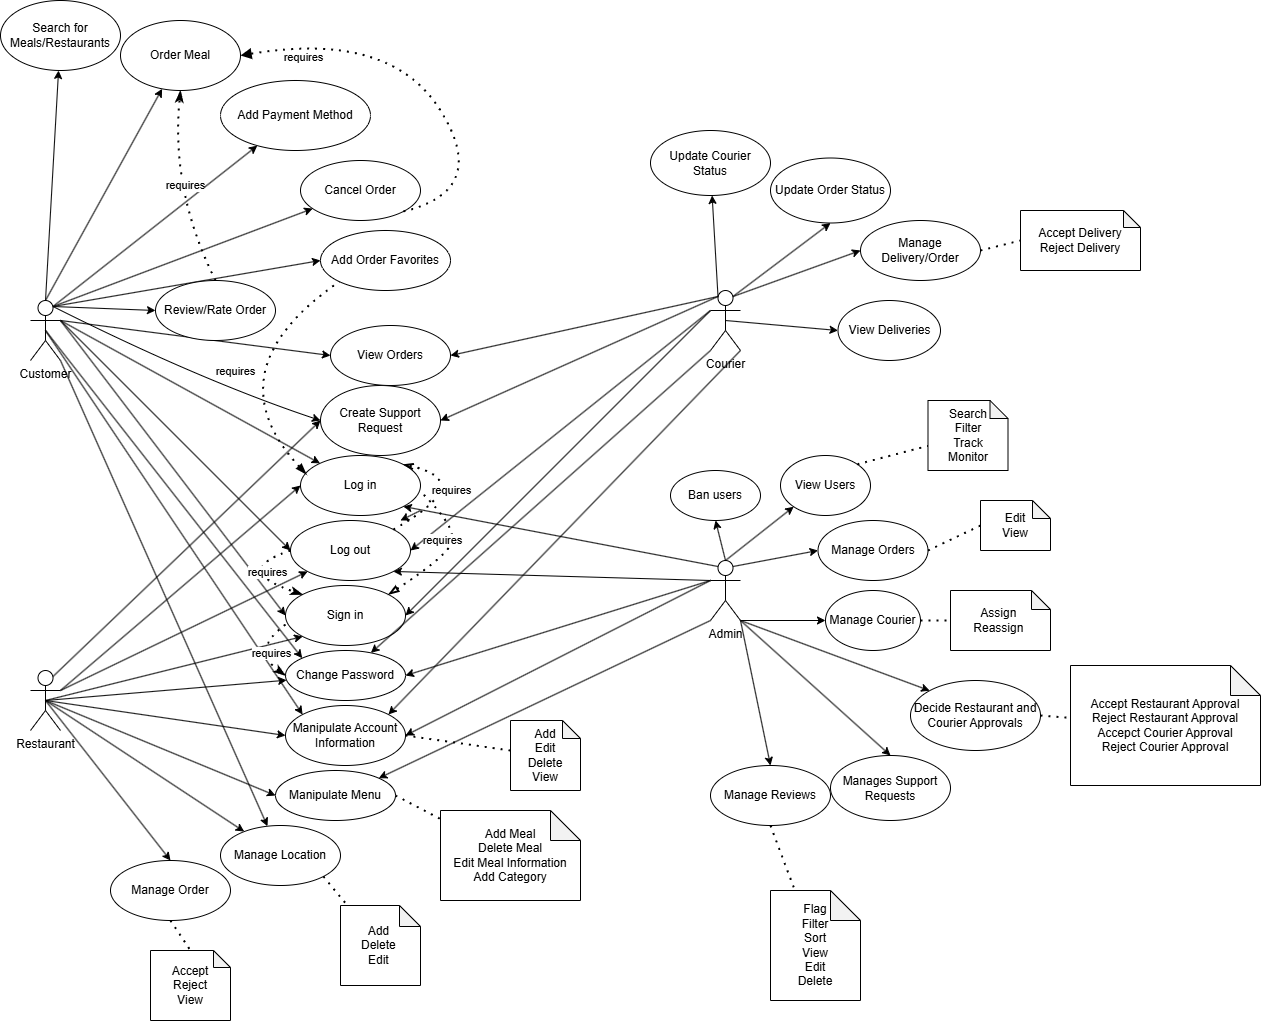 Search for
Meals/Restaurants
Order Meal
requires
Add Payment Method
requires
Cancel Order
Add Order Favorites
Review/Rate Order
View Orders
requires
Customer
Create Support
Request
Log in
requires
Log out
requires
requires
Sign in
requires
Change Password
Restaurant
Manipulate Account
Information
Add
Edit
Delete
View
Manipulate Menu
Add Meal
Delete Meal
Edit Meal Information
Add Category
Manage Location
Add
Delete
Edit
Manage Order
Accept
Reject
View
Update Courier
Status
Update Order Status
Manage
Delivery/Order
Accept Delivery
Reject Delivery
View Deliveries
Courier
Search
Filter
Track
Monitor
View Users
Ban users
Edit
View
Manage Orders
Manage Courier
Assign
Reassign
Admin
Decide Restaurant and
Courier Approvals
Accept Restaurant Approval
Reject Restaurant Approval
Accepct Courier Approval
Reject Courier Approval
Manages Support
Requests
Manage Reviews
Flag
Filter
Sort
View
Edit
Delete